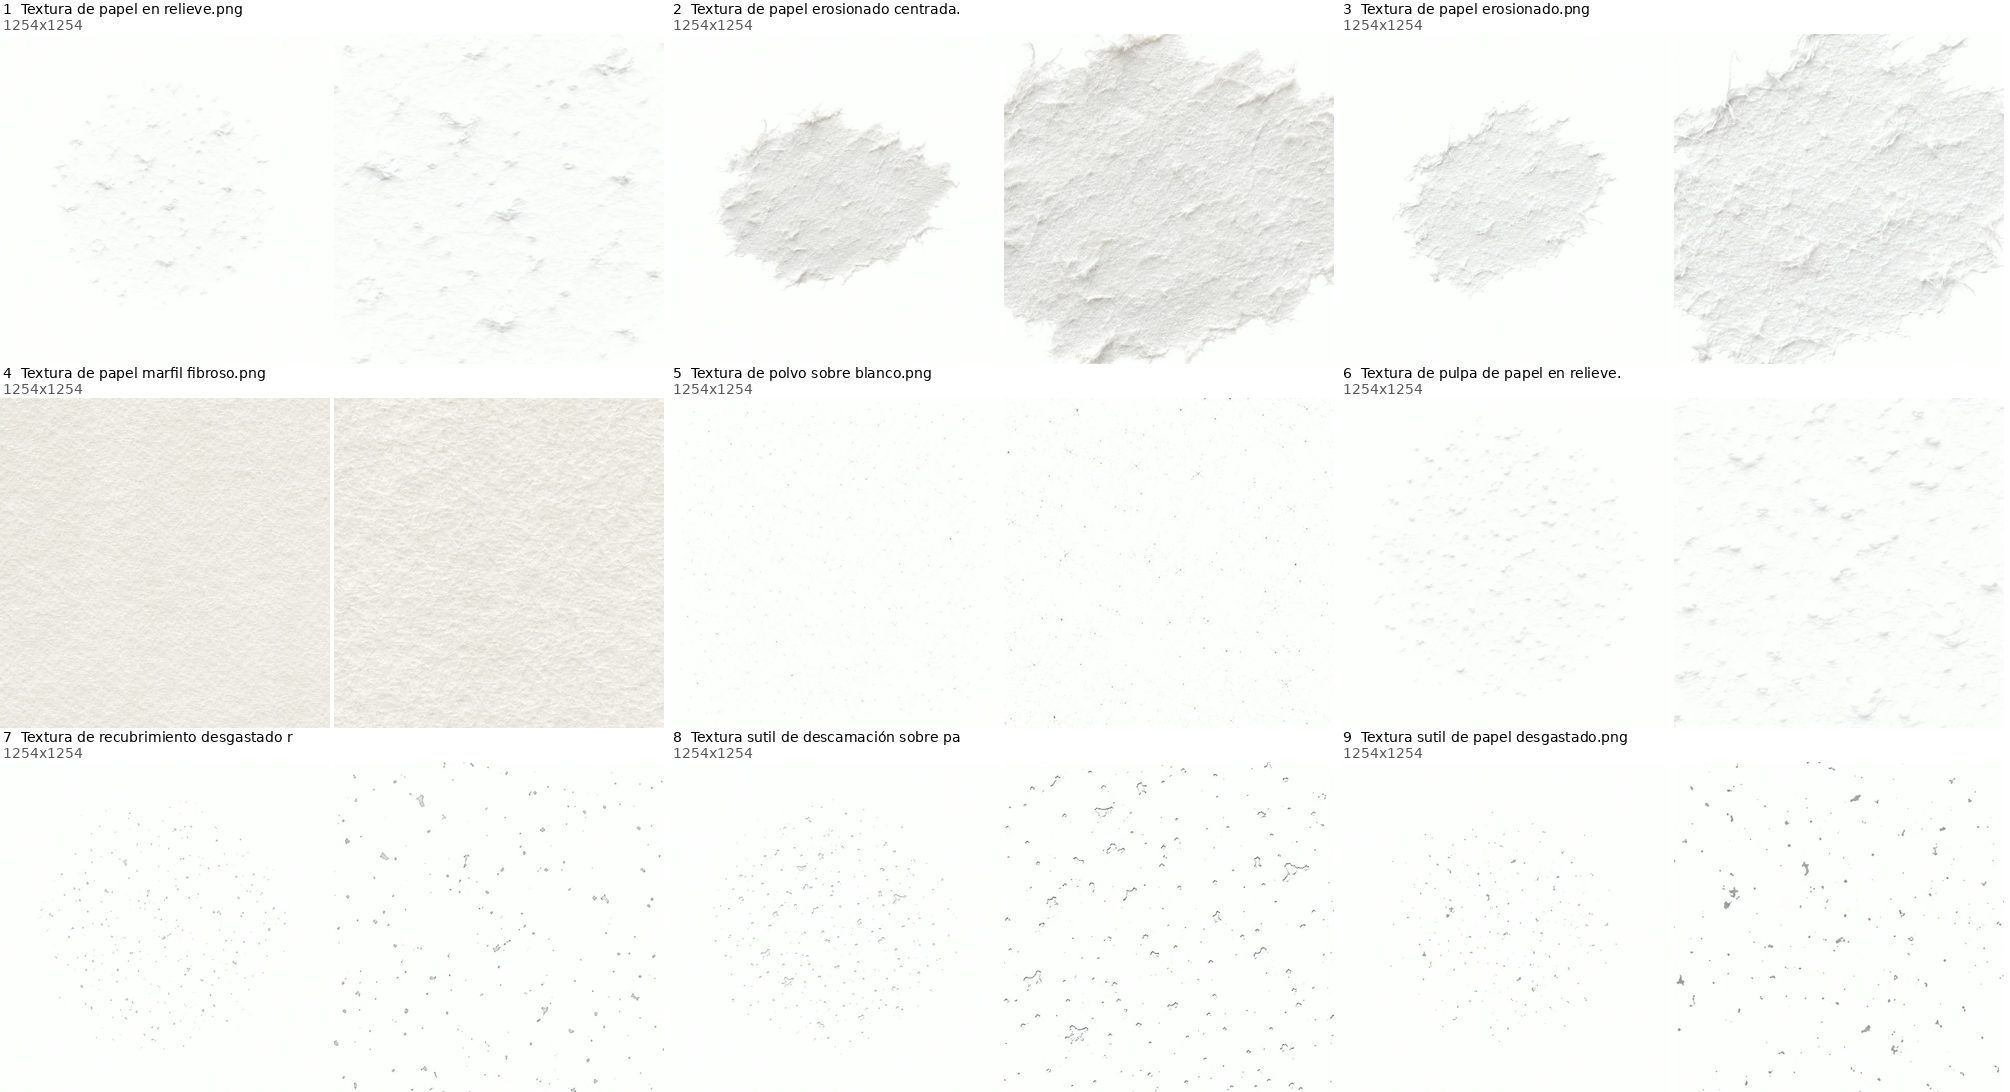 1 Textura de papel en relieve.png
1254x1254
2 Textura de papel erosionado centrada.
1254x1254
3 Textura de papel erosionado.png
1254x1254
4 Textura de papel marfil fibroso.png
1254x1254
5 Textura de polvo sobre blanco.png
1254x1254
6 Textura de pulpa de papel en relieve.
1254x1254
7 Textura de recubrimiento desgastado r
1254x1254
8 Textura sutil de descamación sobre pa
1254x1254
9 Textura sutil de papel desgastado.png
1254x1254